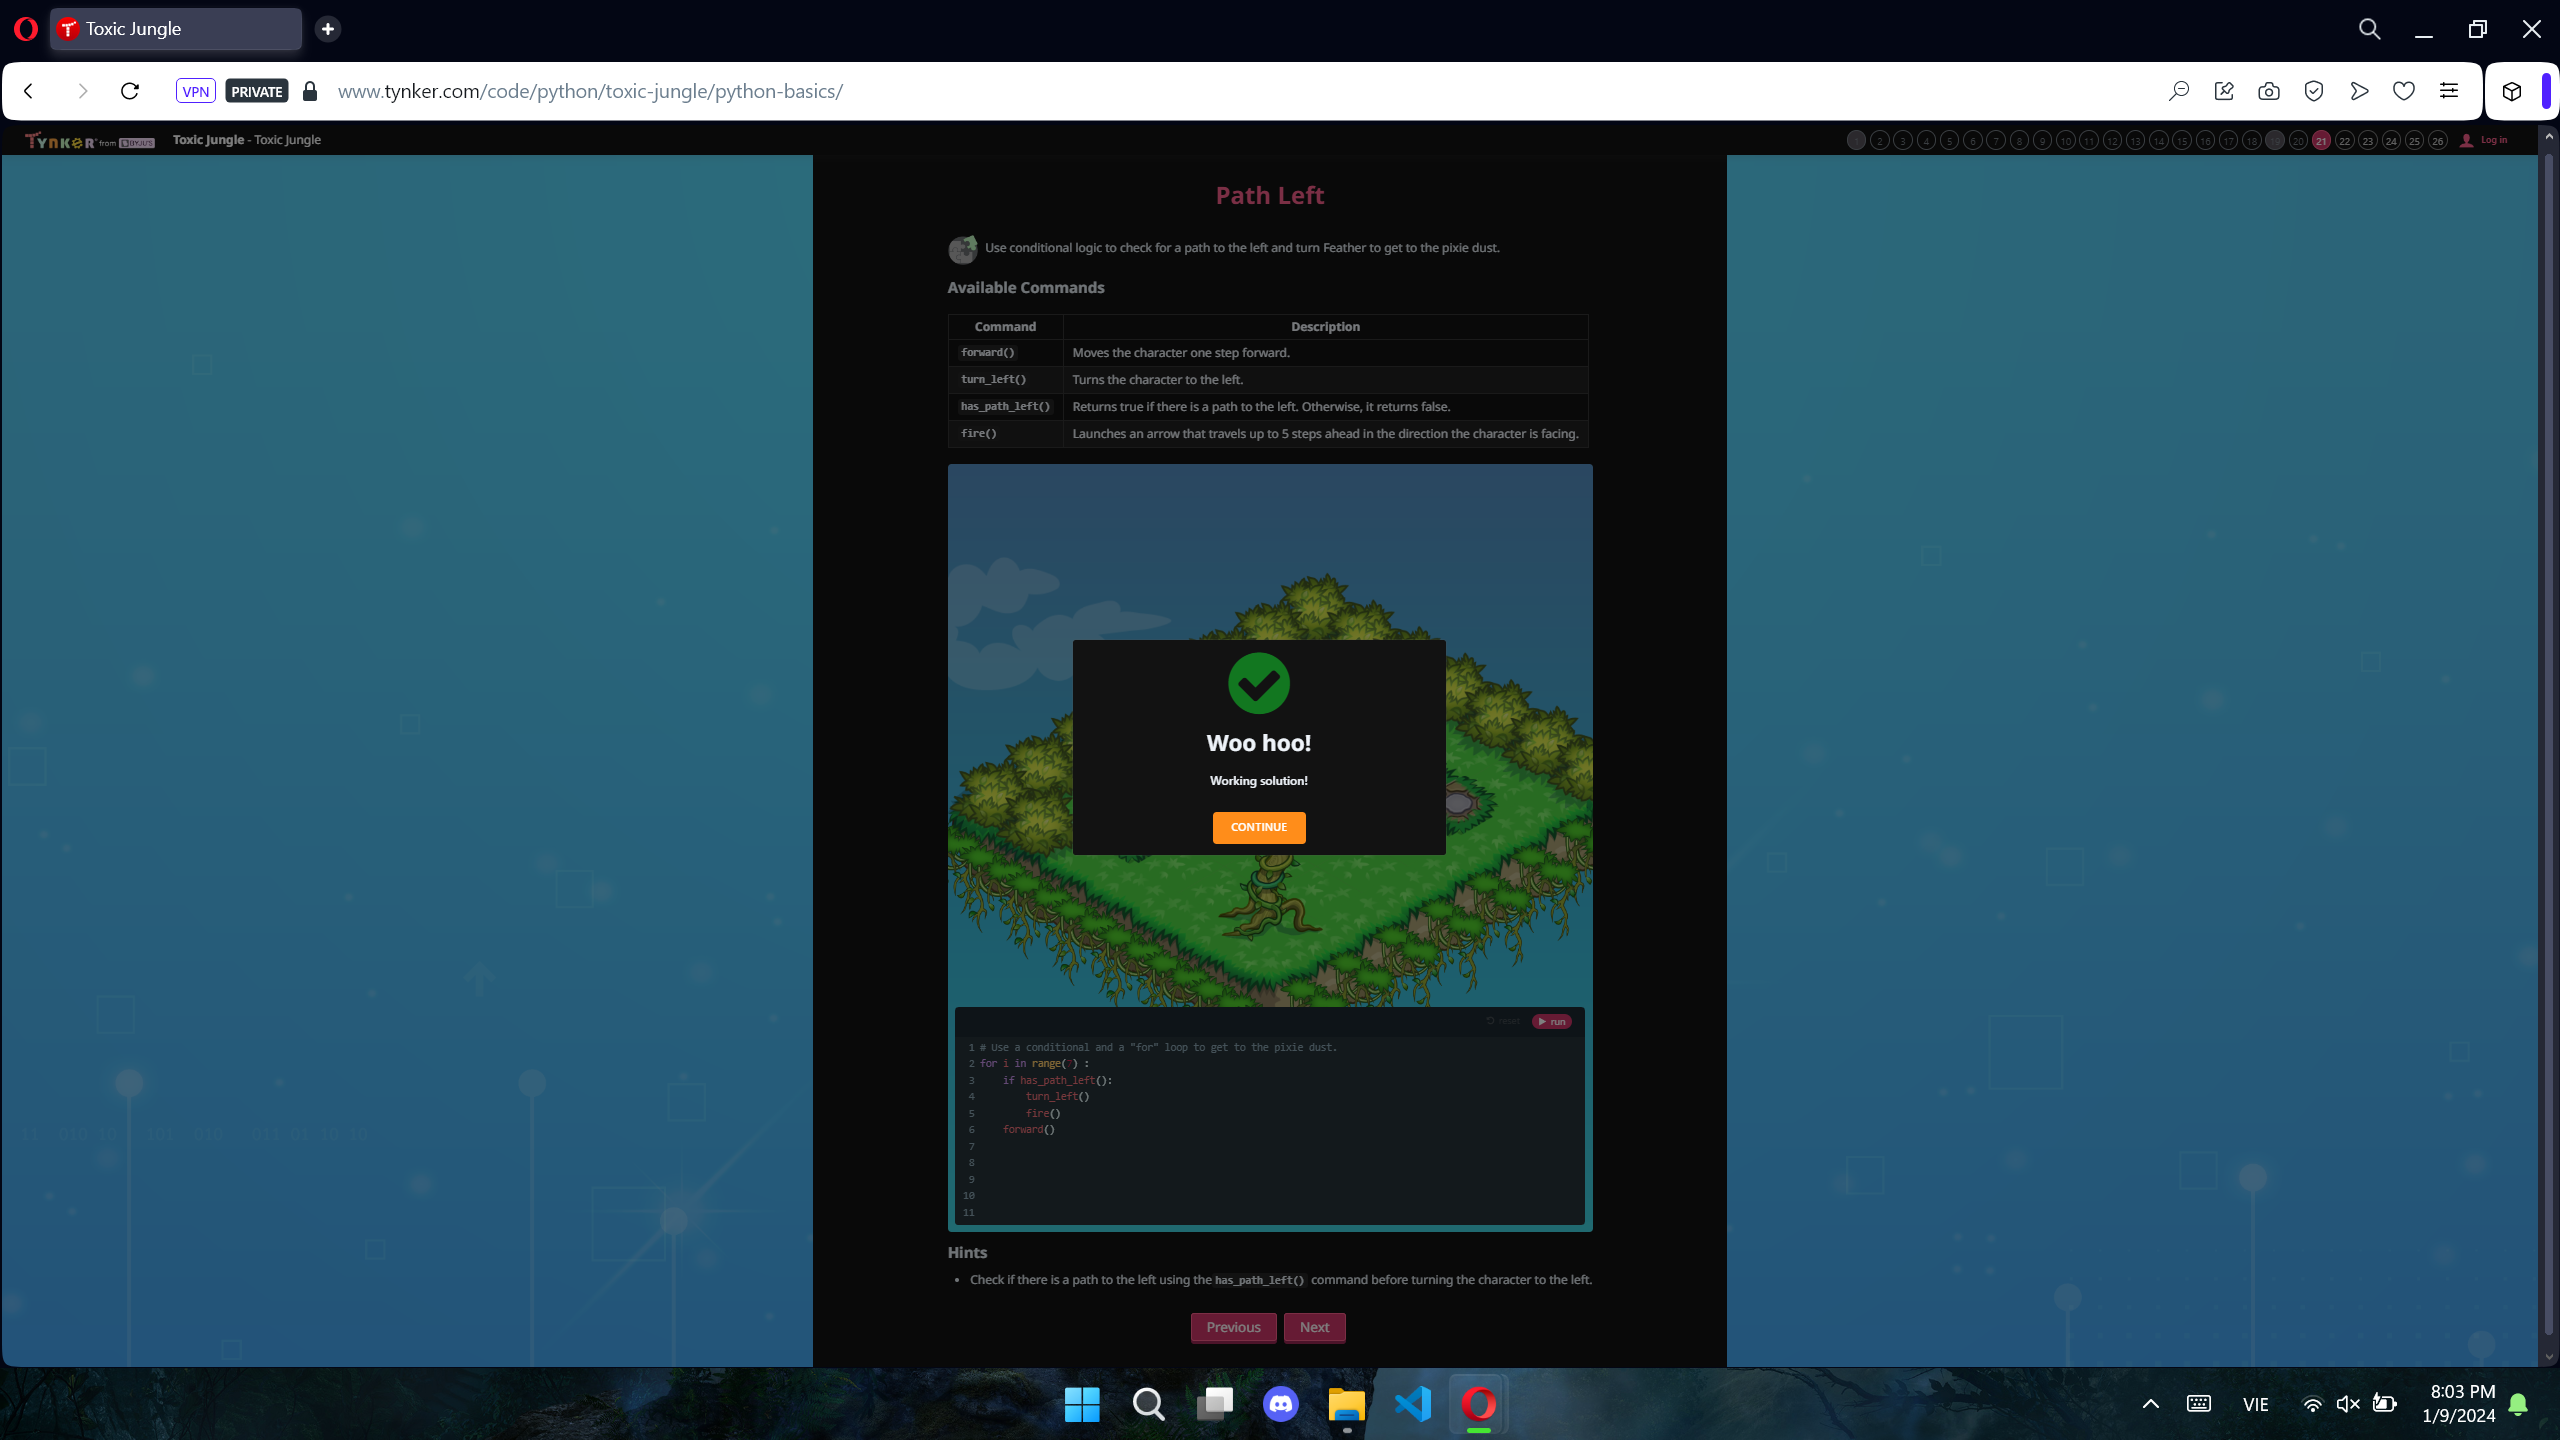 Toxic Jungle
VPN PRIVATE www.tynker.com/code/python/toxic-jungle/python-basics/
TYNKER from BYJU'S Toxic Jungle - Toxic Jungle 1 2 3 4 5 6 7 8 9 10 11 12 13 14 15 16 17 18 19 20 21 22 23 24 25 26 Log in
Path Left
Use conditional logic to check for a path to the left and turn Feather to get to the pixie dust.
Available Commands
Command Description
forward() Moves the character one step forward.
turn_left() Turns the character to the left.
has_path_left() Returns true if there is a path to the left. Otherwise, it returns false.
fire() Launches an arrow that travels up to 5 steps ahead in the direction the character is facing.
Woo hoo!
Working solution!
CONTINUE
reset run
1 # Use a conditional and a "for" loop to get to the pixie dust.
2 for i in range(7) :
3 if has_path_left():
4 turn_left()
5 fire()
6 forward()
7
8
9
10
11
Hints
• Check if there is a path to the left using the has_path_left() command before turning the character to the left.
Previous Next
VIE
8:03 PM
1/9/2024